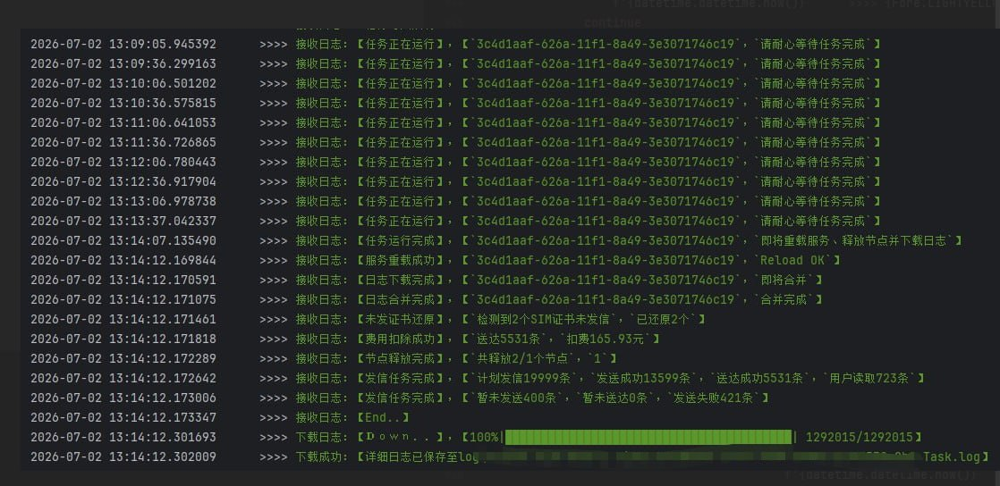 f'{datetime.datetime.now()} >>>> {Fore.LIGHTYELL
continue
2026-07-02 13:09:05.945392 >>>> 接收日志:【任务正在运行】,【`3c4d1aaf-626a-11f1-8a49-3e3071746c19`,`请耐心等待任务完成`】
2026-07-02 13:09:36.299163 >>>> 接收日志:【任务正在运行】,【`3c4d1aaf-626a-11f1-8a49-3e3071746c19`,`请耐心等待任务完成`】
2026-07-02 13:10:06.501202 >>>> 接收日志:【任务正在运行】,【`3c4d1aaf-626a-11f1-8a49-3e3071746c19`,`请耐心等待任务完成`】
2026-07-02 13:10:36.575815 >>>> 接收日志:【任务正在运行】,【`3c4d1aaf-626a-11f1-8a49-3e3071746c19`,`请耐心等待任务完成`】
2026-07-02 13:11:06.641053 >>>> 接收日志:【任务正在运行】,【`3c4d1aaf-626a-11f1-8a49-3e3071746c19`,`请耐心等待任务完成`】
2026-07-02 13:11:36.726865 >>>> 接收日志:【任务正在运行】,【`3c4d1aaf-626a-11f1-8a49-3e3071746c19`,`请耐心等待任务完成`】
2026-07-02 13:12:06.780443 >>>> 接收日志:【任务正在运行】,【`3c4d1aaf-626a-11f1-8a49-3e3071746c19`,`请耐心等待任务完成`】
2026-07-02 13:12:36.917904 >>>> 接收日志:【任务正在运行】,【`3c4d1aaf-626a-11f1-8a49-3e3071746c19`,`请耐心等待任务完成`】
2026-07-02 13:13:06.978738 >>>> 接收日志:【任务正在运行】,【`3c4d1aaf-626a-11f1-8a49-3e3071746c19`,`请耐心等待任务完成`】
2026-07-02 13:13:37.042337 >>>> 接收日志:【任务正在运行】,【`3c4d1aaf-626a-11f1-8a49-3e3071746c19`,`请耐心等待任务完成`】
2026-07-02 13:14:07.135490 >>>> 接收日志:【任务运行完成】,【`3c4d1aaf-626a-11f1-8a49-3e3071746c19`,`即将重载服务、释放节点并下载日志`】
2026-07-02 13:14:12.169844 >>>> 接收日志:【服务重载成功】,【`3c4d1aaf-626a-11f1-8a49-3e3071746c19`,`Reload OK`】
2026-07-02 13:14:12.170591 >>>> 接收日志:【日志下载完成】,【`3c4d1aaf-626a-11f1-8a49-3e3071746c19`,`即将合并`】
2026-07-02 13:14:12.171075 >>>> 接收日志:【日志合并完成】,【`3c4d1aaf-626a-11f1-8a49-3e3071746c19`,`合并完成`】
2026-07-02 13:14:12.171461 >>>> 接收日志:【未发证书还原】,【`检测到2个SIM证书未发信`,`已还原2个`】
2026-07-02 13:14:12.171818 >>>> 接收日志:【费用扣除成功】,【`送达5531条`,`扣费165.93元`】
2026-07-02 13:14:12.172289 >>>> 接收日志:【节点释放完成】,【`共释放2/1个节点`,`1`】
2026-07-02 13:14:12.172642 >>>> 接收日志:【发信任务完成】,【`计划发信19999条`,`发送成功13599条`,`送达成功5531条`,`用户读取723条`】
2026-07-02 13:14:12.173006 >>>> 接收日志:【发信任务完成】,【`暂未发送400条`,`暂未送达0条`,`发送失败421条`】
2026-07-02 13:14:12.173347 >>>> 接收日志:【End..】
2026-07-02 13:14:12.301693 >>>> 下载日志:【Ｄｏｗｎ..】,【100%|██████████| 1292015/1292015】
2026-07-02 13:14:12.302009 >>>> 下载成功:【详细日志已保存至log Task.log】
f'{datetime.datetime.now()}